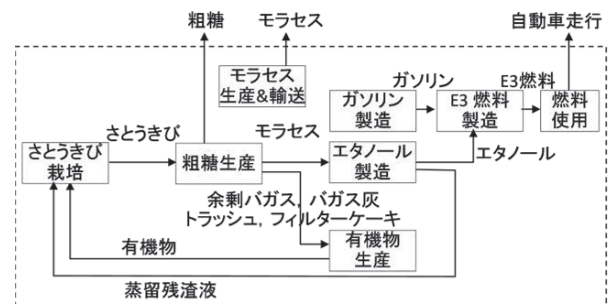 粗糖
モラセス
自動車走行
モラセス
生産&輸送
ガソリン
E3燃料
ガソリン
製造
E3 燃料
製造
燃料
使用
さとうきび
モラセス
エタノール
さとうきび
栽培
粗糖生産
エタノール
製造
余剰バガス, バガス灰
トラッシュ, フィルターケーキ
有機物
有機物
生産
蒸留残渣液